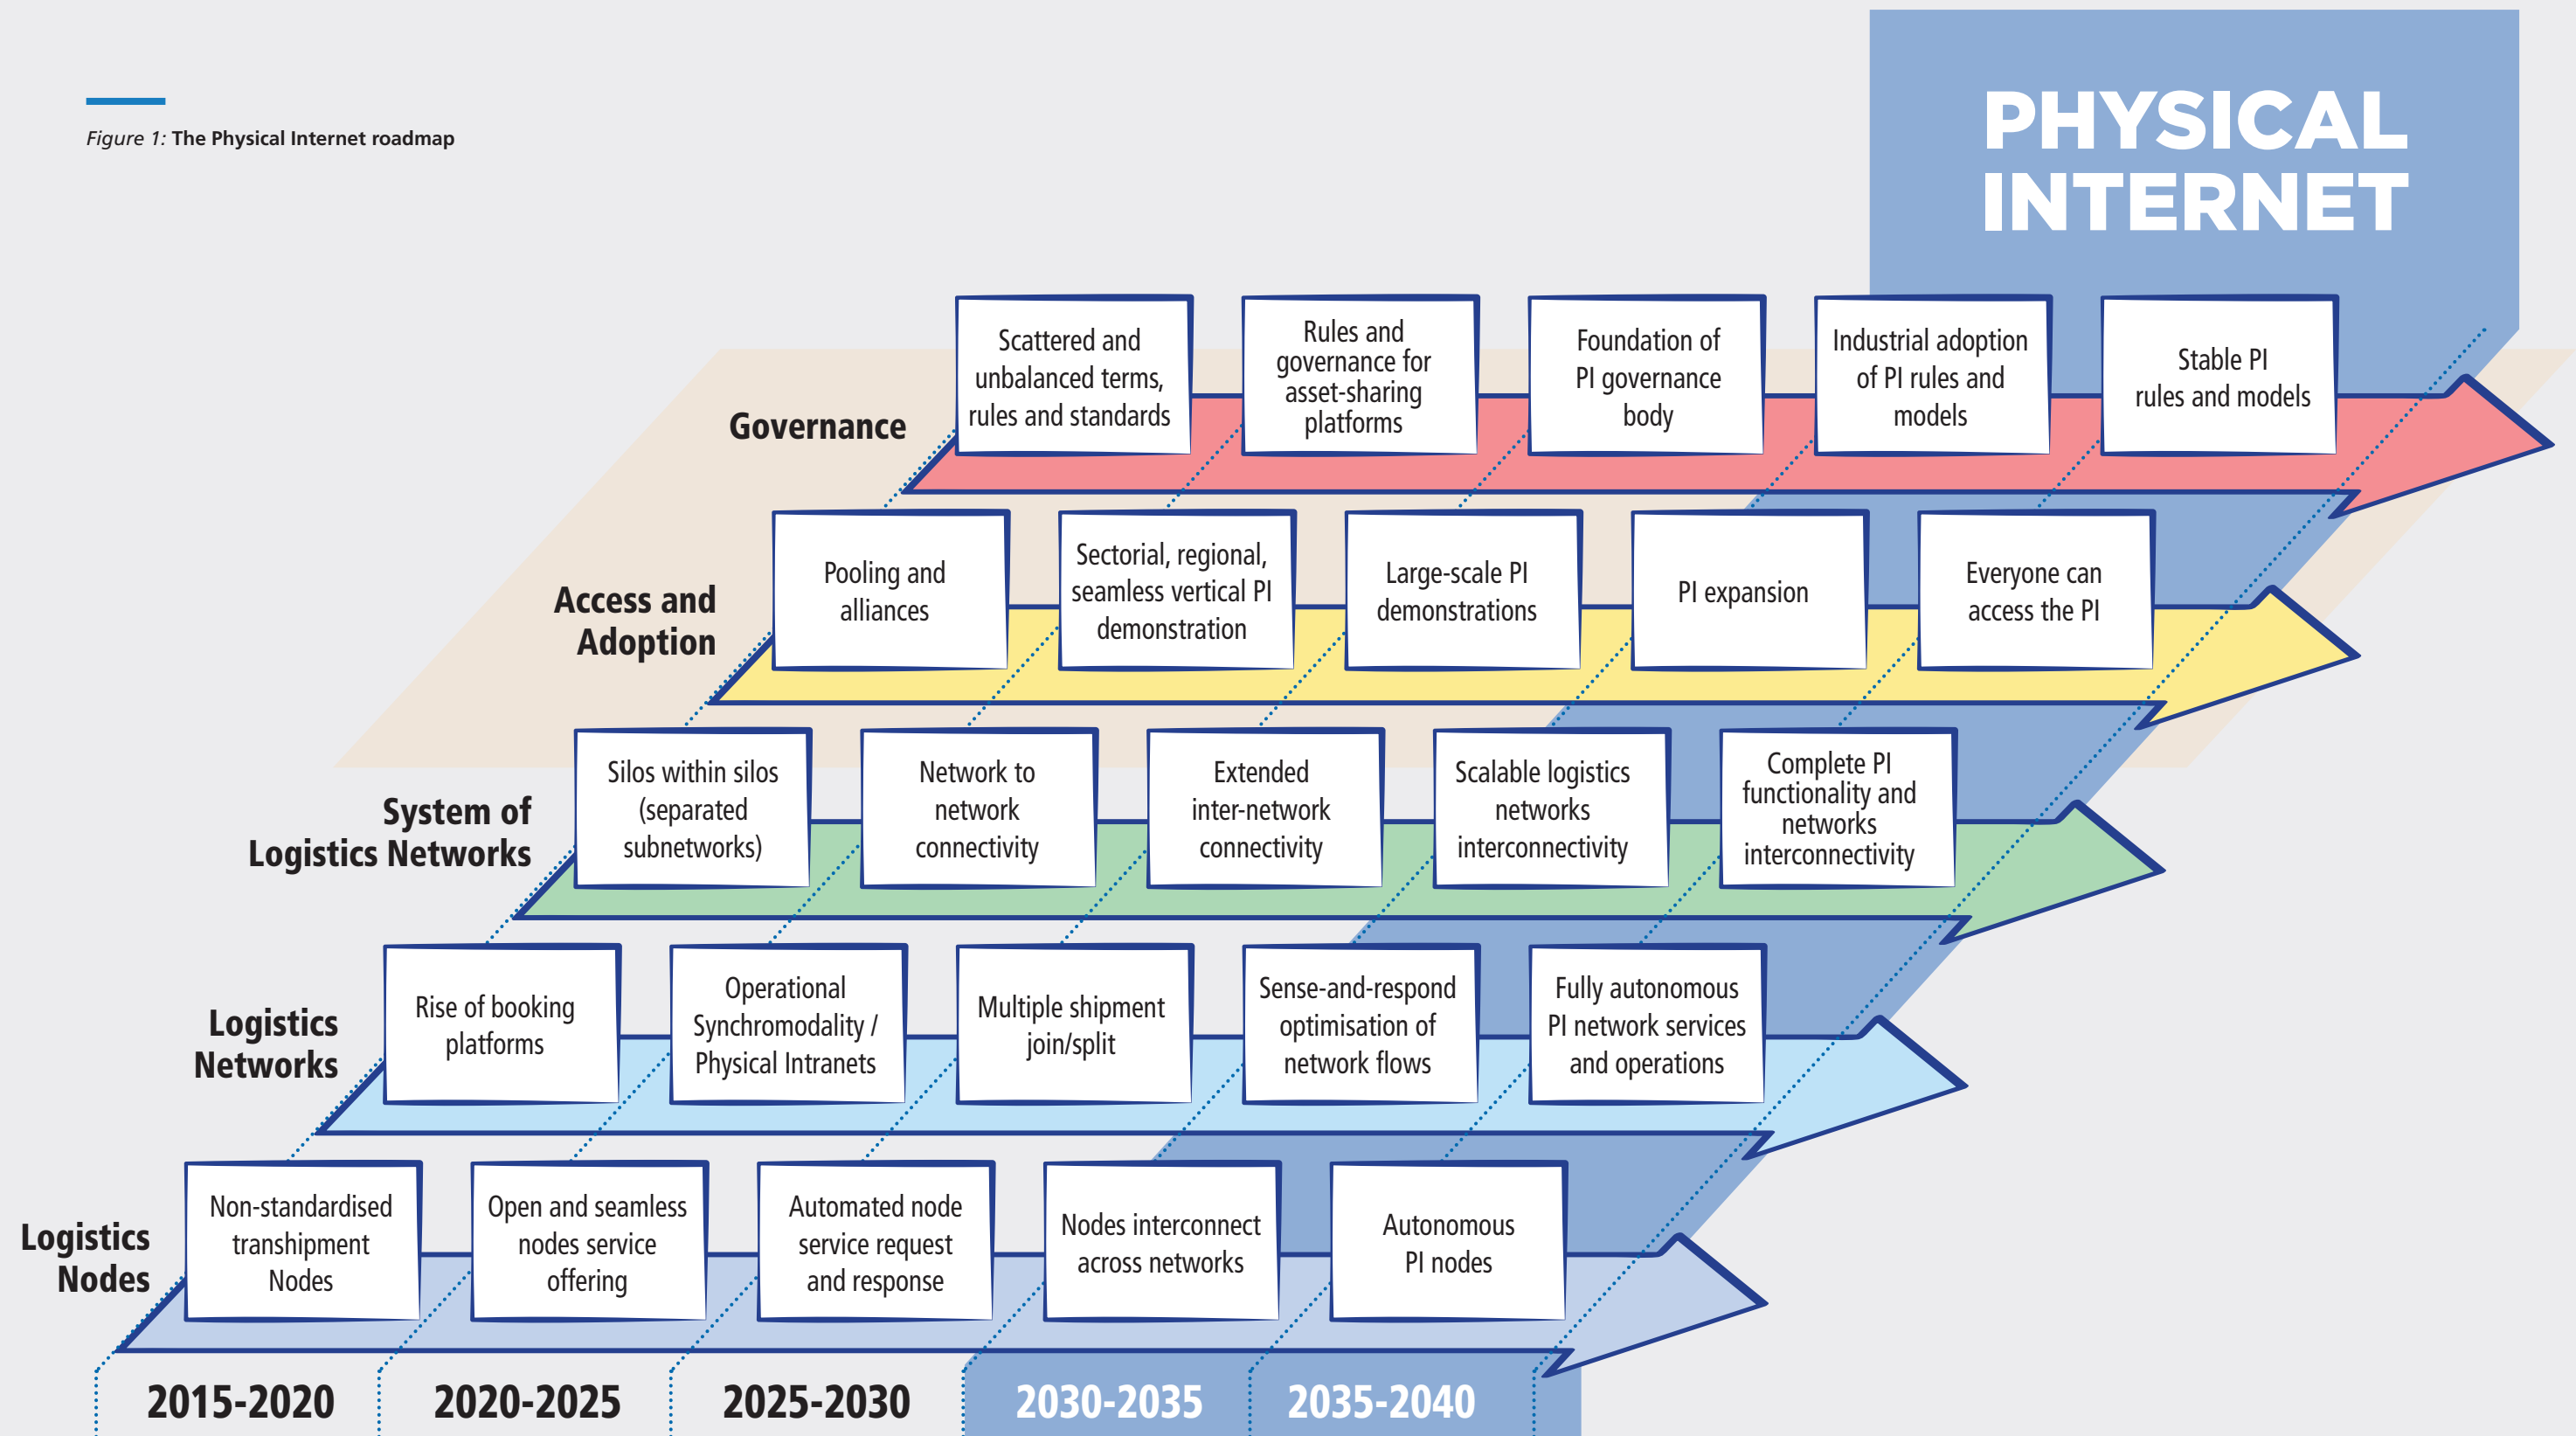 Figure 1: The Physical Internet roadmap
PHYSICAL
INTERNET
Governance
Scattered and
unbalanced terms,
rules and standards
Rules and
governance for
asset-sharing
platforms
Foundation of
PI governance
body
Industrial adoption
of PI rules and
models
Stable PI
rules and models
Access and
Adoption
Pooling and
alliances
Sectorial, regional,
seamless vertical PI
demonstration
Large-scale PI
demonstrations
PI expansion
Everyone can
access the PI
System of
Logistics Networks
Silos within silos
(separated
subnetworks)
Network to
network
connectivity
Extended
inter-network
connectivity
Scalable logistics
networks
interconnectivity
Complete PI
functionality and
networks
interconnectivity
Logistics
Networks
Rise of booking
platforms
Operational
Synchromodality /
Physical Intranets
Multiple shipment
join/split
Sense-and-respond
optimisation of
network flows
Fully autonomous
PI network services
and operations
Logistics
Nodes
Non-standardised
transhipment
Nodes
Open and seamless
nodes service
offering
Automated node
service request
and response
Nodes interconnect
across networks
Autonomous
PI nodes
2015-2020
2020-2025
2025-2030
2030-2035
2035-2040